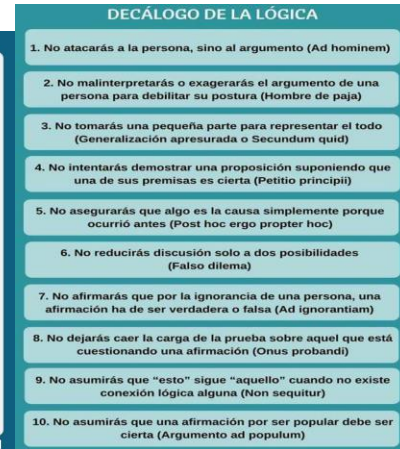 DECÁLOGO DE LA LÓGICA
1. No atacarás a la persona, sino al argumento (Ad hominem)
2. No malinterpretarás o exagerarás el argumento de una
persona para debilitar su postura (Hombre de paja)
3. No tomarás una pequeña parte para representar el todo
(Generalización apresurada o Secundum quid)
4. No intentarás demostrar una proposición suponiendo que
una de sus premisas es cierta (Petitio principii)
5. No asegurarás que algo es la causa simplemente porque
ocurrió antes (Post hoc ergo propter hoc)
6. No reducirás discusión solo a dos posibilidades
(Falso dilema)
7. No afirmarás que por la ignorancia de una persona, una
afirmación ha de ser verdadera o falsa (Ad ignorantiam)
8. No dejarás caer la carga de la prueba sobre aquel que está
cuestionando una afirmación (Onus probandi)
9. No asumirás que “esto” sigue “aquello” cuando no existe
conexión lógica alguna (Non sequitur)
10. No asumirás que una afirmación por ser popular debe ser
cierta (Argumento ad populum)